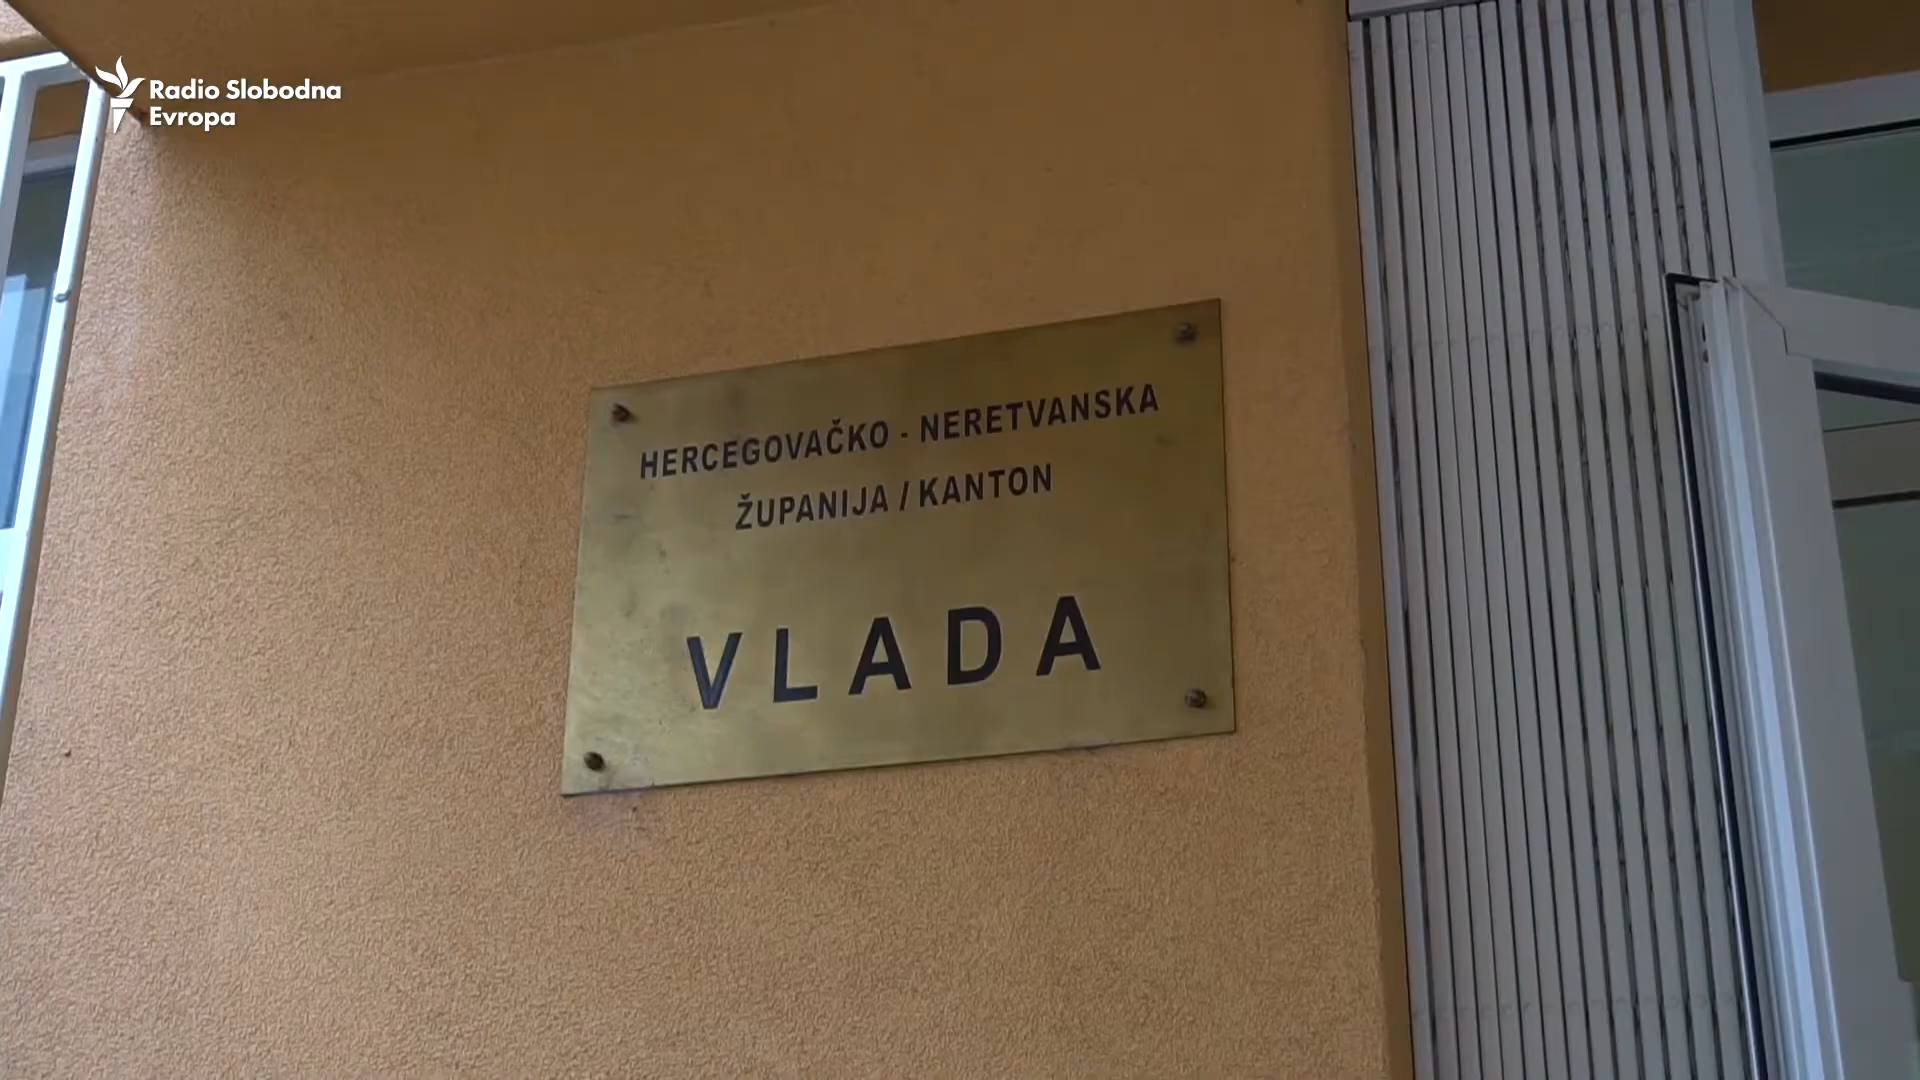 Radio Slobodna
Evropa
HERCEGOVAČKO - NERETVANSKA
ŽUPANIJA / KANTON
VLADA